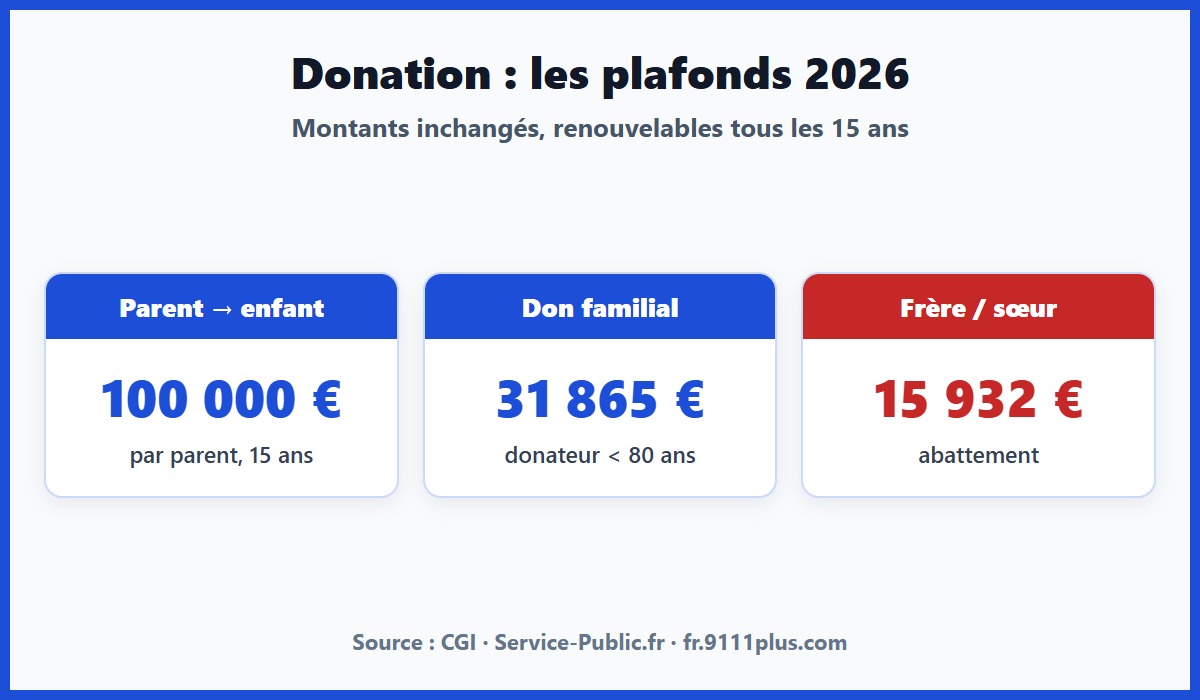 Donation : les plafonds 2026
Montants inchangés, renouvelables tous les 15 ans
Parent → enfant
100 000 €
par parent, 15 ans
Don familial
31 865 €
donateur < 80 ans
Frère / sœur
15 932 €
abattement
Source : CGI · Service-Public.fr · fr.9111plus.com